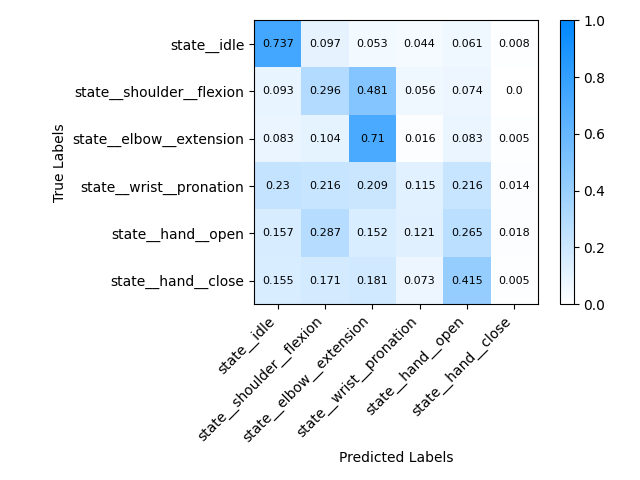 state__idle 0.737 0.097 0.053 0.044 0.061 0.008
state__shoulder__flexion 0.093 0.296 0.481 0.056 0.074 0.0
state__elbow__extension 0.083 0.104 0.71 0.016 0.083 0.005
state__wrist__pronation 0.23 0.216 0.209 0.115 0.216 0.014
state__hand__open 0.157 0.287 0.152 0.121 0.265 0.018
state__hand__close 0.155 0.171 0.181 0.073 0.415 0.005
True Labels
state__idle
state__shoulder__flexion
state__elbow__extension
state__wrist__pronation
state__hand__open
state__hand__close
Predicted Labels
1.0
0.8
0.6
0.4
0.2
0.0